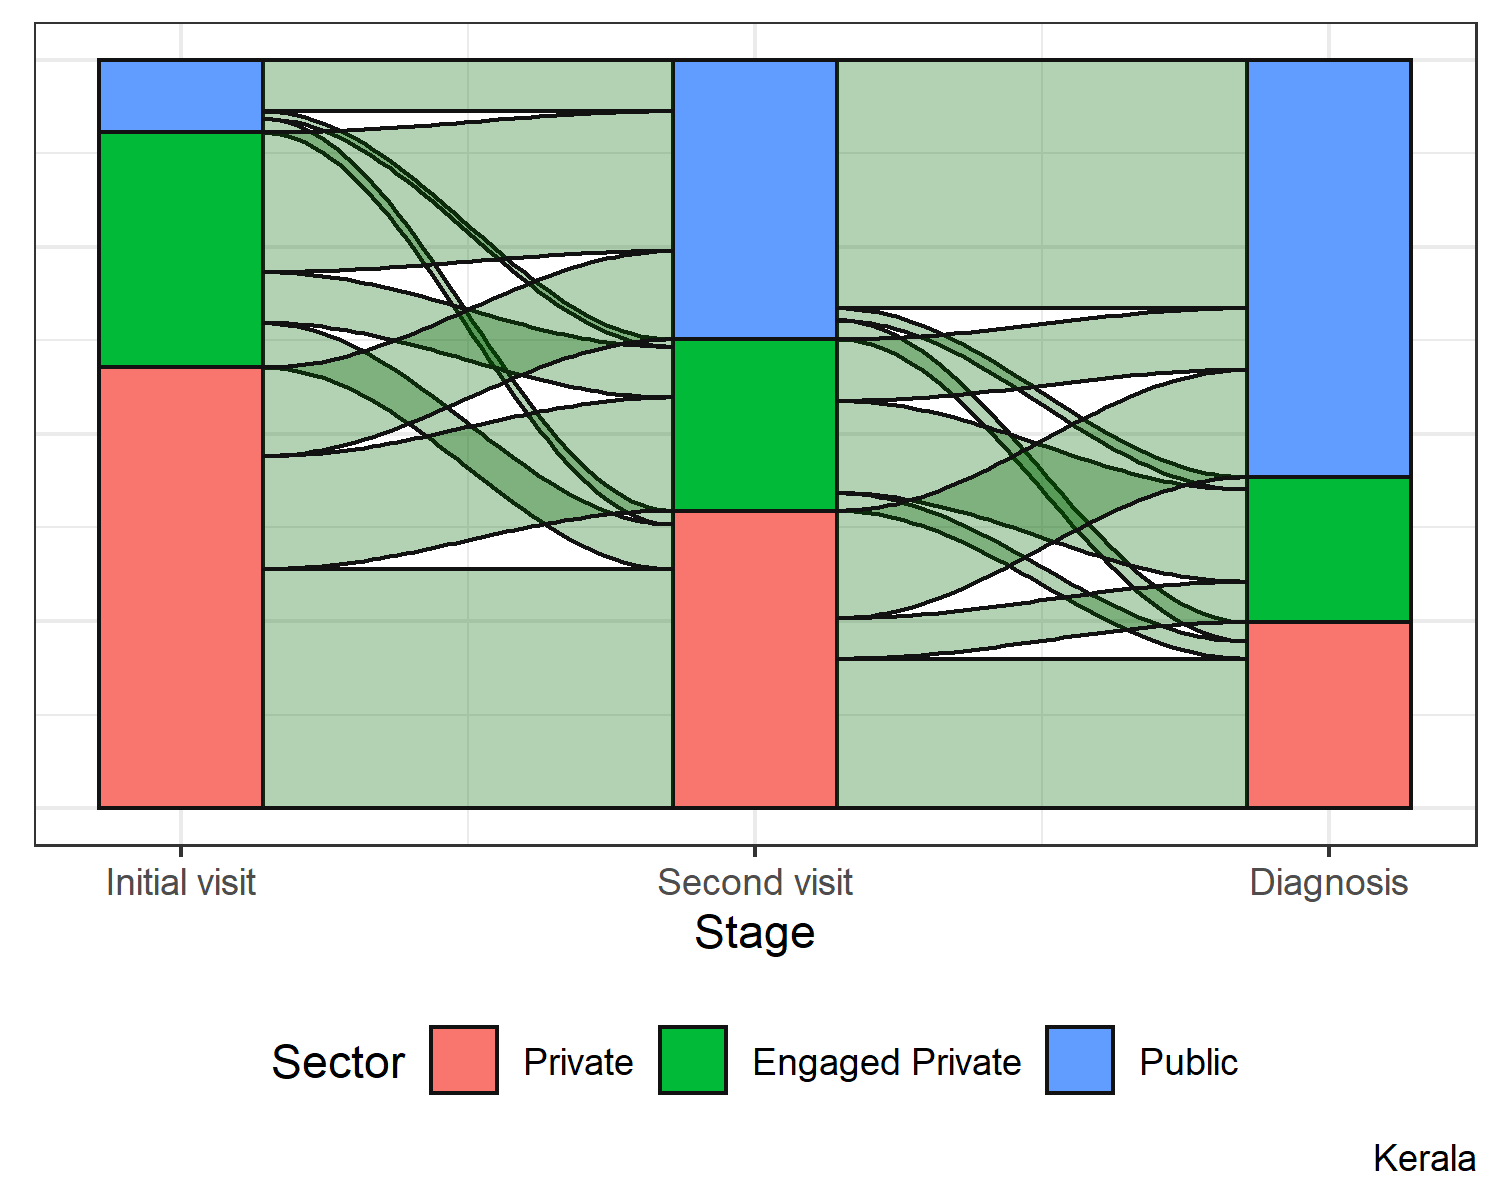 Initial visit Second visit Diagnosis
Stage
Sector Private Engaged Private Public
Kerala